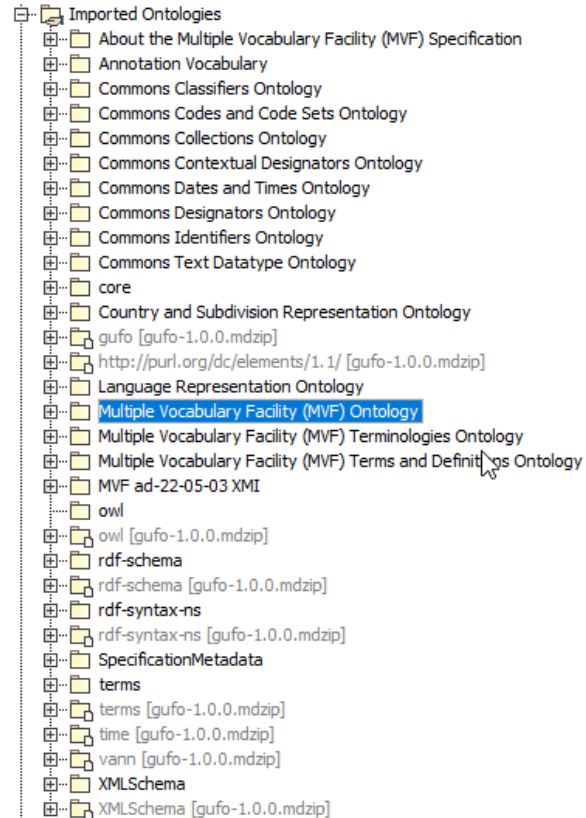 Imported Ontologies
About the Multiple Vocabulary Facility (MVF) Specification
Annotation Vocabulary
Commons Classifiers Ontology
Commons Codes and Code Sets Ontology
Commons Collections Ontology
Commons Contextual Designators Ontology
Commons Dates and Times Ontology
Commons Designators Ontology
Commons Identifiers Ontology
Commons Text Datatype Ontology
core
Country and Subdivision Representation Ontology
gufo [gufo-1.0.0.mdzip]
http://purl.org/dc/elements/1.1/ [gufo-1.0.0.mdzip]
Language Representation Ontology
Multiple Vocabulary Facility (MVF) Ontology
Multiple Vocabulary Facility (MVF) Terminologies Ontology
Multiple Vocabulary Facility (MVF) Terms and Definitions Ontology
MVF ad-22-05-03 XMI
owl
owl [gufo-1.0.0.mdzip]
rdf-schema
rdf-schema [gufo-1.0.0.mdzip]
rdf-syntax-ns
rdf-syntax-ns [gufo-1.0.0.mdzip]
SpecificationMetadata
terms
terms [gufo-1.0.0.mdzip]
time [gufo-1.0.0.mdzip]
vann [gufo-1.0.0.mdzip]
XMLSchema
XMLSchema [gufo-1.0.0.mdzip]